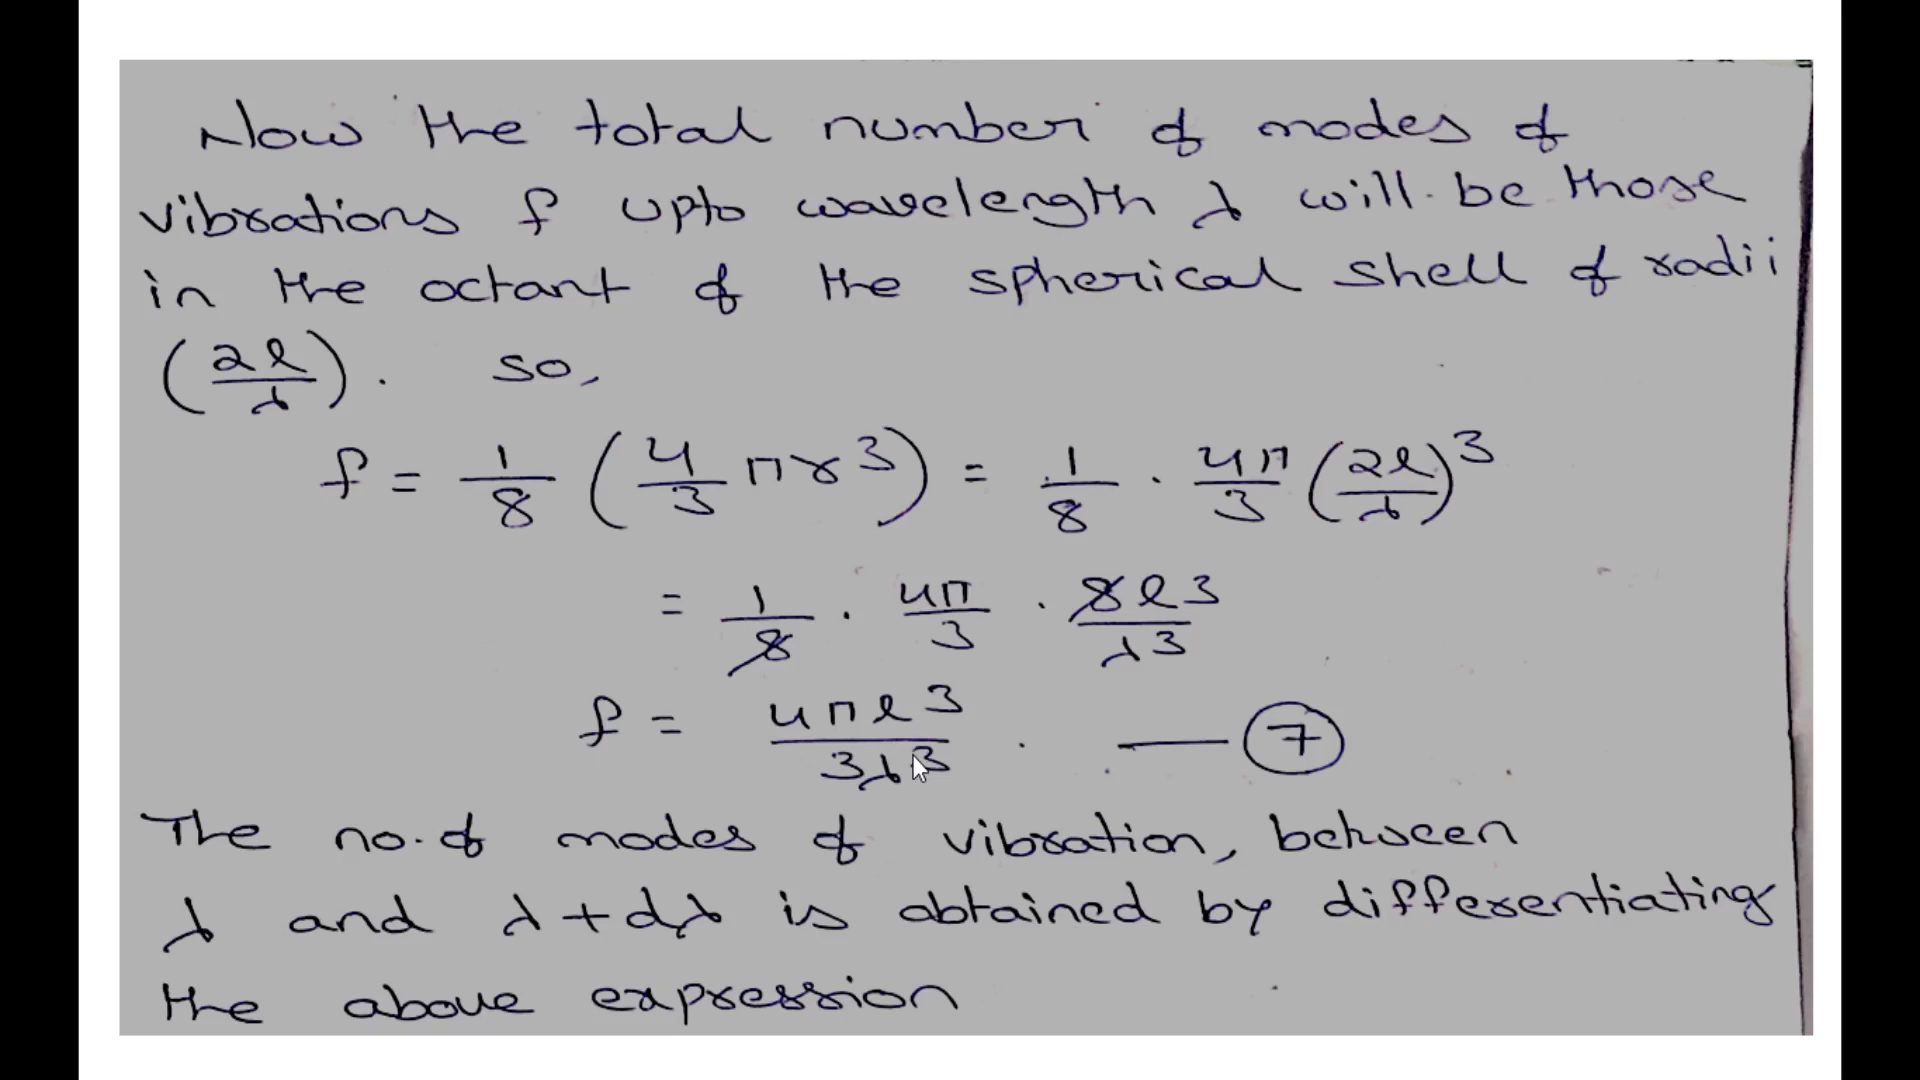 Now the total number of modes of
vibrations f upto wavelength λ will be those
in the octant of the spherical shell of radii
(2l/λ). so,
f = 1/8 (4/3 πr³) = 1/8 · 4π/3 (2l/λ)³
= 1/8 · 4π/3 · 8l³/λ³
f = 4πl³/3λ³ . —— 7
The no. of modes of vibration, between
λ and λ + dλ is obtained by differentiating
the above expression